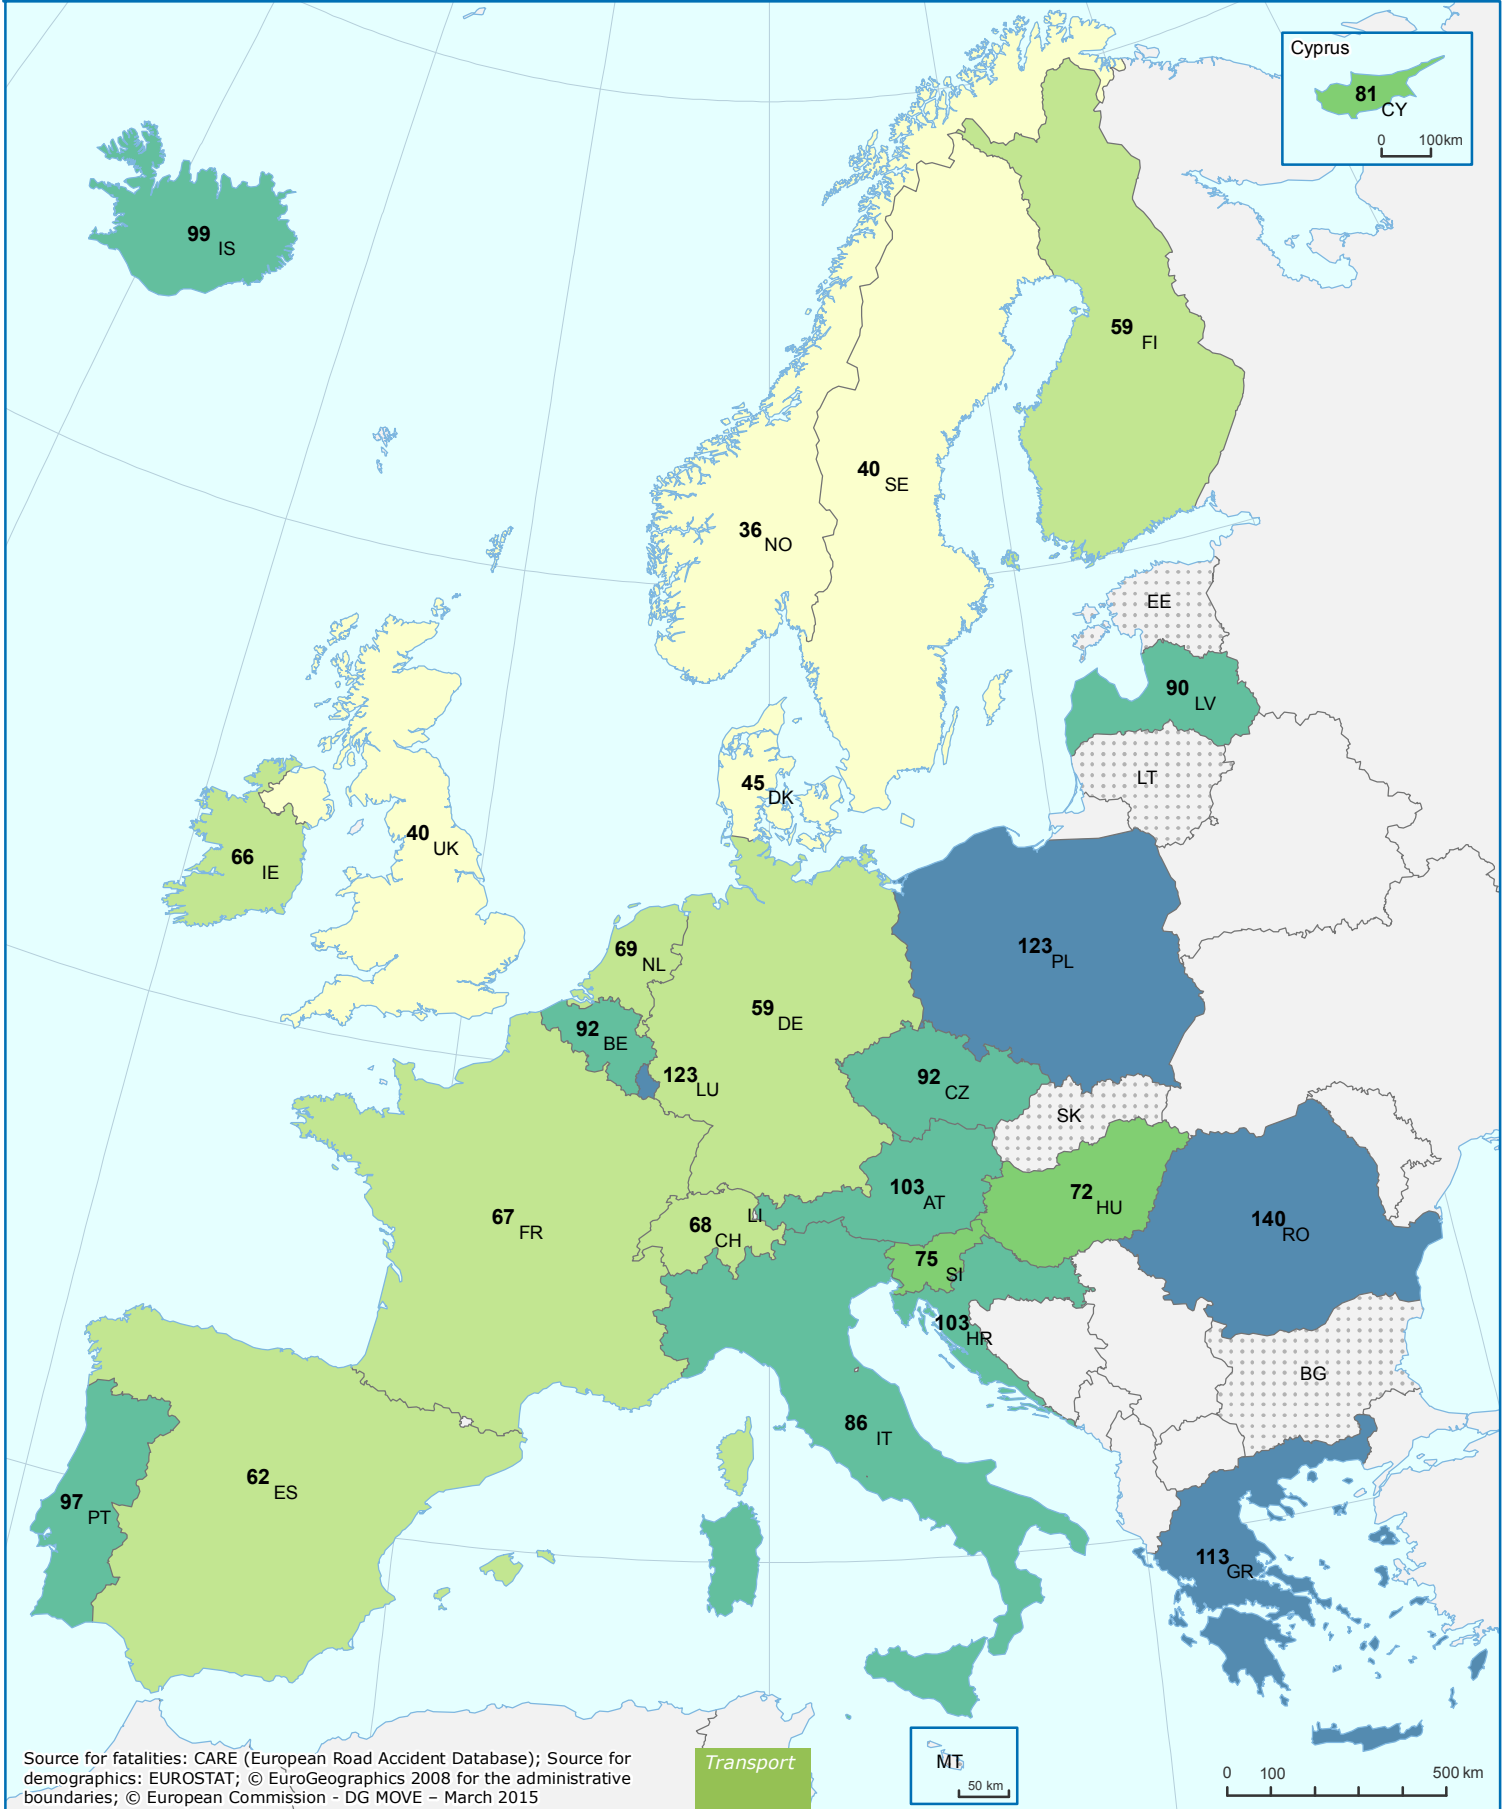 Cyprus
81
CY
0 100km
99
IS
59
FI
40
SE
36
NO
EE
90
LV
LT
45
DK
40
UK
66
IE
123
PL
69
NL
59
DE
92
BE
123
LU
92
CZ
SK
103
AT
72
HU
140
RO
LI
67
FR
68
CH
75
SI
103
HR
BG
86
IT
62
ES
97
PT
113
GR
MT
50 km
Transport
0 100 500 km
Source for fatalities: CARE (European Road Accident Database); Source for
demographics: EUROSTAT; © EuroGeographics 2008 for the administrative
boundaries; © European Commission - DG MOVE – March 2015